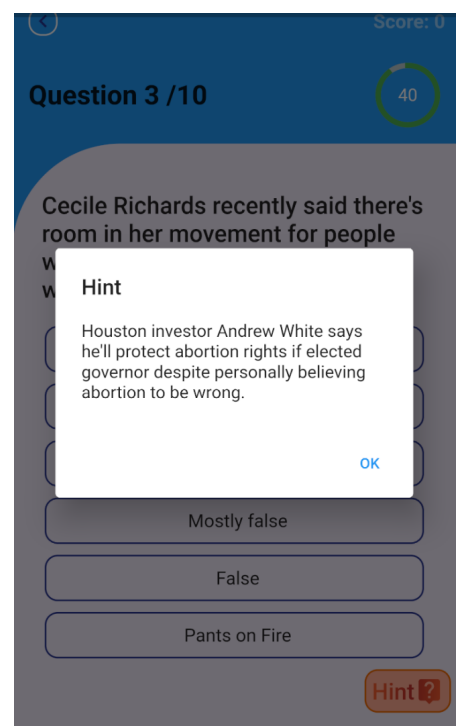 Score: 0
Question 3 /10
40
Cecile Richards recently said there's
room in her movement for people
Hint
Houston investor Andrew White says
he'll protect abortion rights if elected
governor despite personally believing
abortion to be wrong.
OK
Mostly false
False
Pants on Fire
Hint ?